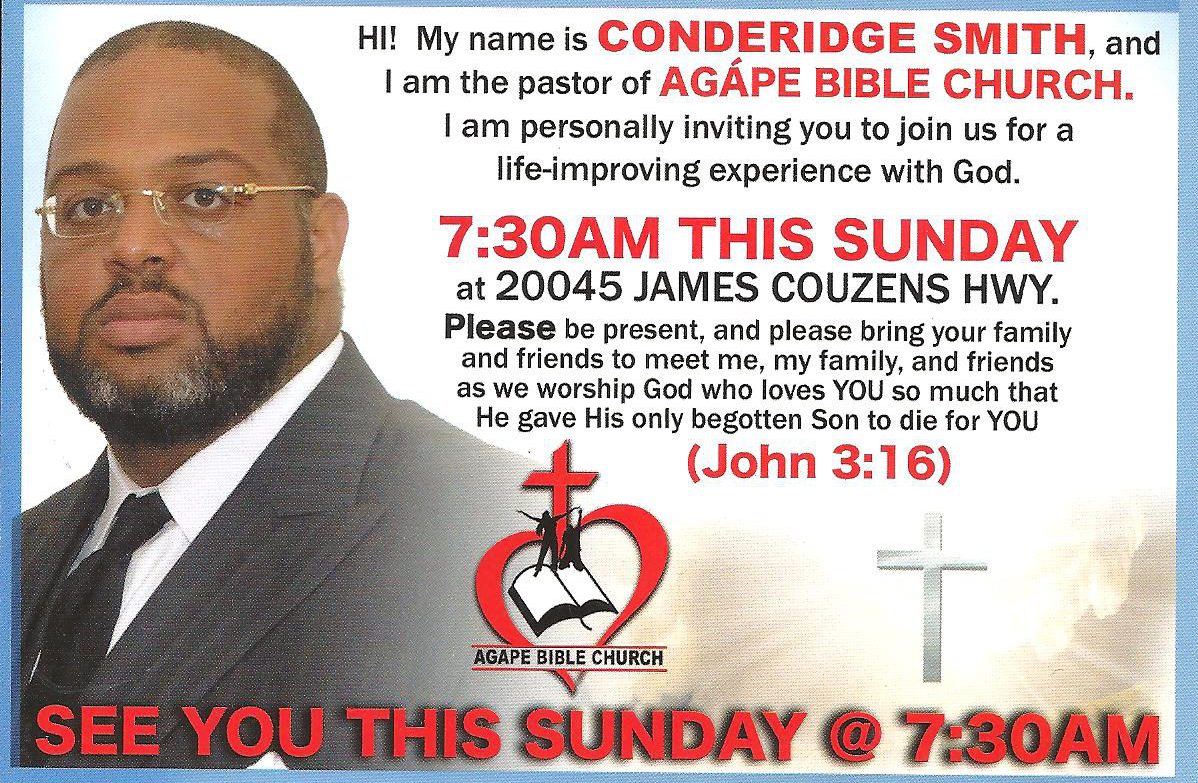 HI! My name is CONDERIDGE SMITH, and
I am the pastor of AGÁPE BIBLE CHURCH.
I am personally inviting you to join us for a
life-improving experience with God.
7:30AM THIS SUNDAY
at 20045 JAMES COUZENS HWY.
Please be present, and please bring your family
and friends to meet me, my family, and friends
as we worship God who loves YOU so much that
He gave His only begotten Son to die for YOU
(John 3:16)
AGAPE BIBLE CHURCH
SEE YOU THIS SUNDAY @ 7:30AM